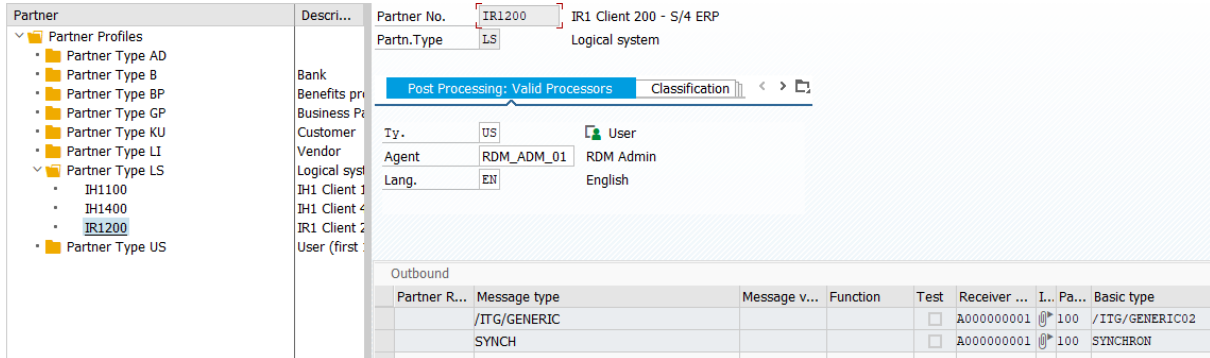 Partner Descri...
Partner Profiles
Partner Type AD
Partner Type B Bank
Partner Type BP Benefits pr
Partner Type GP Business Pa
Partner Type KU Customer
Partner Type LI Vendor
Partner Type LS Logical syst
IH1100 IH1 Client 1
IH1400 IH1 Client 4
IR1200 IR1 Client 2
Partner Type US User (first
Partner No. IR1200 IR1 Client 200 - S/4 ERP
Partn.Type LS Logical system
Post Processing: Valid Processors Classification
Ty. US User
Agent RDM_ADM_01 RDM Admin
Lang. EN English
Outbound
Partner R... Message type Message v... Function Test Receiver ... I... Pa... Basic type
/ITG/GENERIC A000000001 100 /ITG/GENERIC02
SYNCH A000000001 100 SYNCHRON